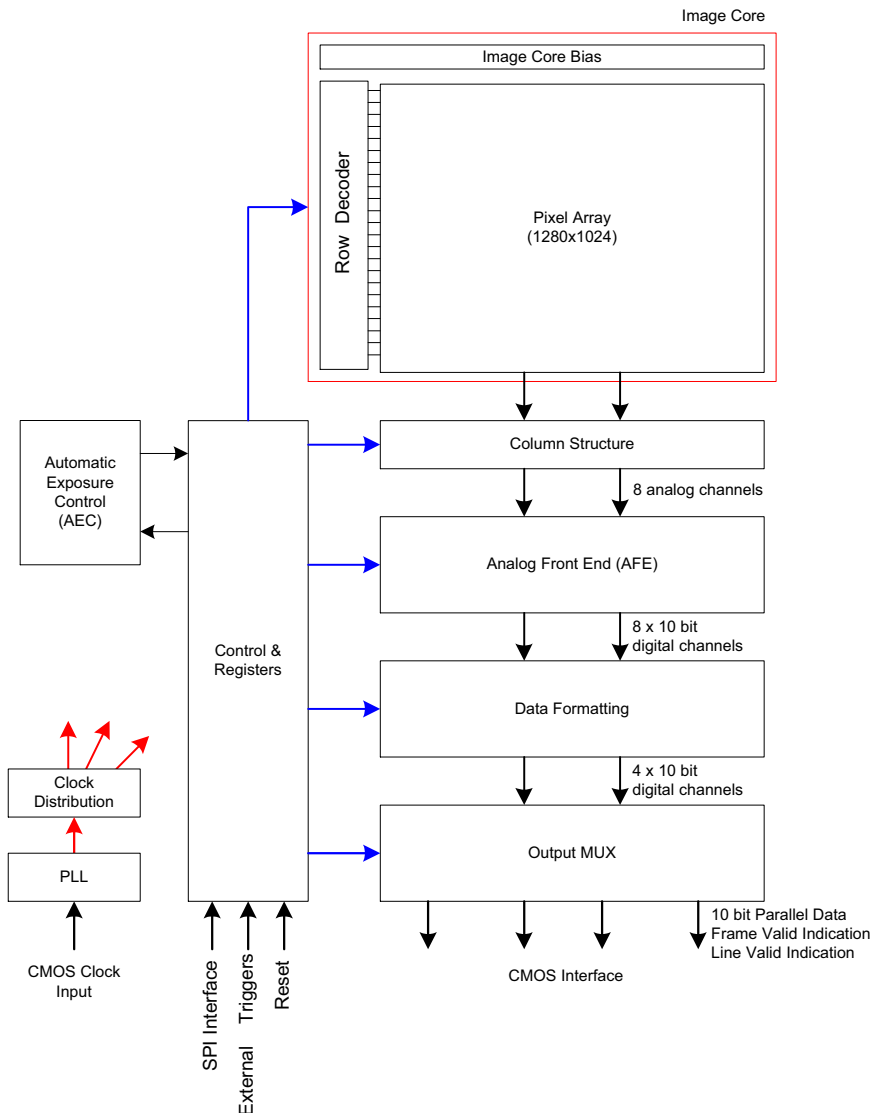 Image Core
Image Core Bias
Row Decoder
Pixel Array
(1280x1024)
Automatic
Exposure
Control
(AEC)
Column Structure
8 analog channels
Analog Front End (AFE)
8 x 10 bit
digital channels
Control &
Registers
Data Formatting
4 x 10 bit
digital channels
Clock
Distribution
Output MUX
PLL
10 bit Parallel Data
Frame Valid Indication
Line Valid Indication
CMOS Clock
Input
SPI Interface
External Triggers
Reset
CMOS Interface